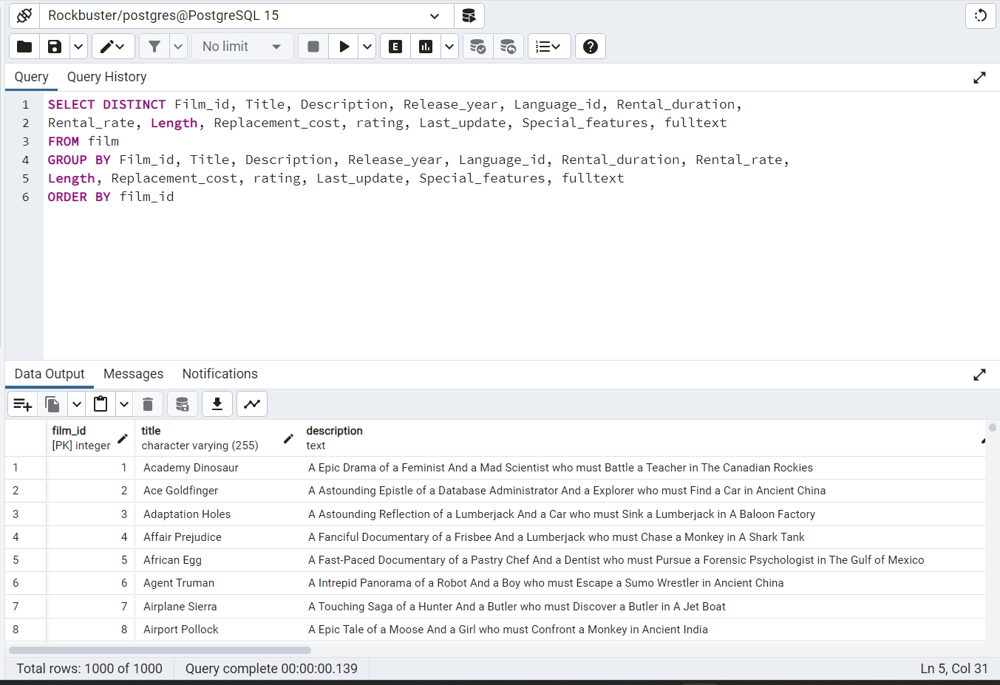 Rockbuster/postgres@PostgreSQL 15
No limit
E
Query Query History
1 SELECT DISTINCT Film_id, Title, Description, Release_year, Language_id, Rental_duration,
2 Rental_rate, Length, Replacement_cost, rating, Last_update, Special_features, fulltext
3 FROM film
4 GROUP BY Film_id, Title, Description, Release_year, Language_id, Rental_duration, Rental_rate,
5 Length, Replacement_cost, rating, Last_update, Special_features, fulltext
6 ORDER BY film_id
Data Output Messages Notifications
film_id title description
[PK] integer character varying (255) text
1 1 Academy Dinosaur A Epic Drama of a Feminist And a Mad Scientist who must Battle a Teacher in The Canadian Rockies
2 2 Ace Goldfinger A Astounding Epistle of a Database Administrator And a Explorer who must Find a Car in Ancient China
3 3 Adaptation Holes A Astounding Reflection of a Lumberjack And a Car who must Sink a Lumberjack in A Baloon Factory
4 4 Affair Prejudice A Fanciful Documentary of a Frisbee And a Lumberjack who must Chase a Monkey in A Shark Tank
5 5 African Egg A Fast-Paced Documentary of a Pastry Chef And a Dentist who must Pursue a Forensic Psychologist in The Gulf of Mexico
6 6 Agent Truman A Intrepid Panorama of a Robot And a Boy who must Escape a Sumo Wrestler in Ancient China
7 7 Airplane Sierra A Touching Saga of a Hunter And a Butler who must Discover a Butler in A Jet Boat
8 8 Airport Pollock A Epic Tale of a Moose And a Girl who must Confront a Monkey in Ancient India
Total rows: 1000 of 1000 Query complete 00:00:00.139 Ln 5, Col 31